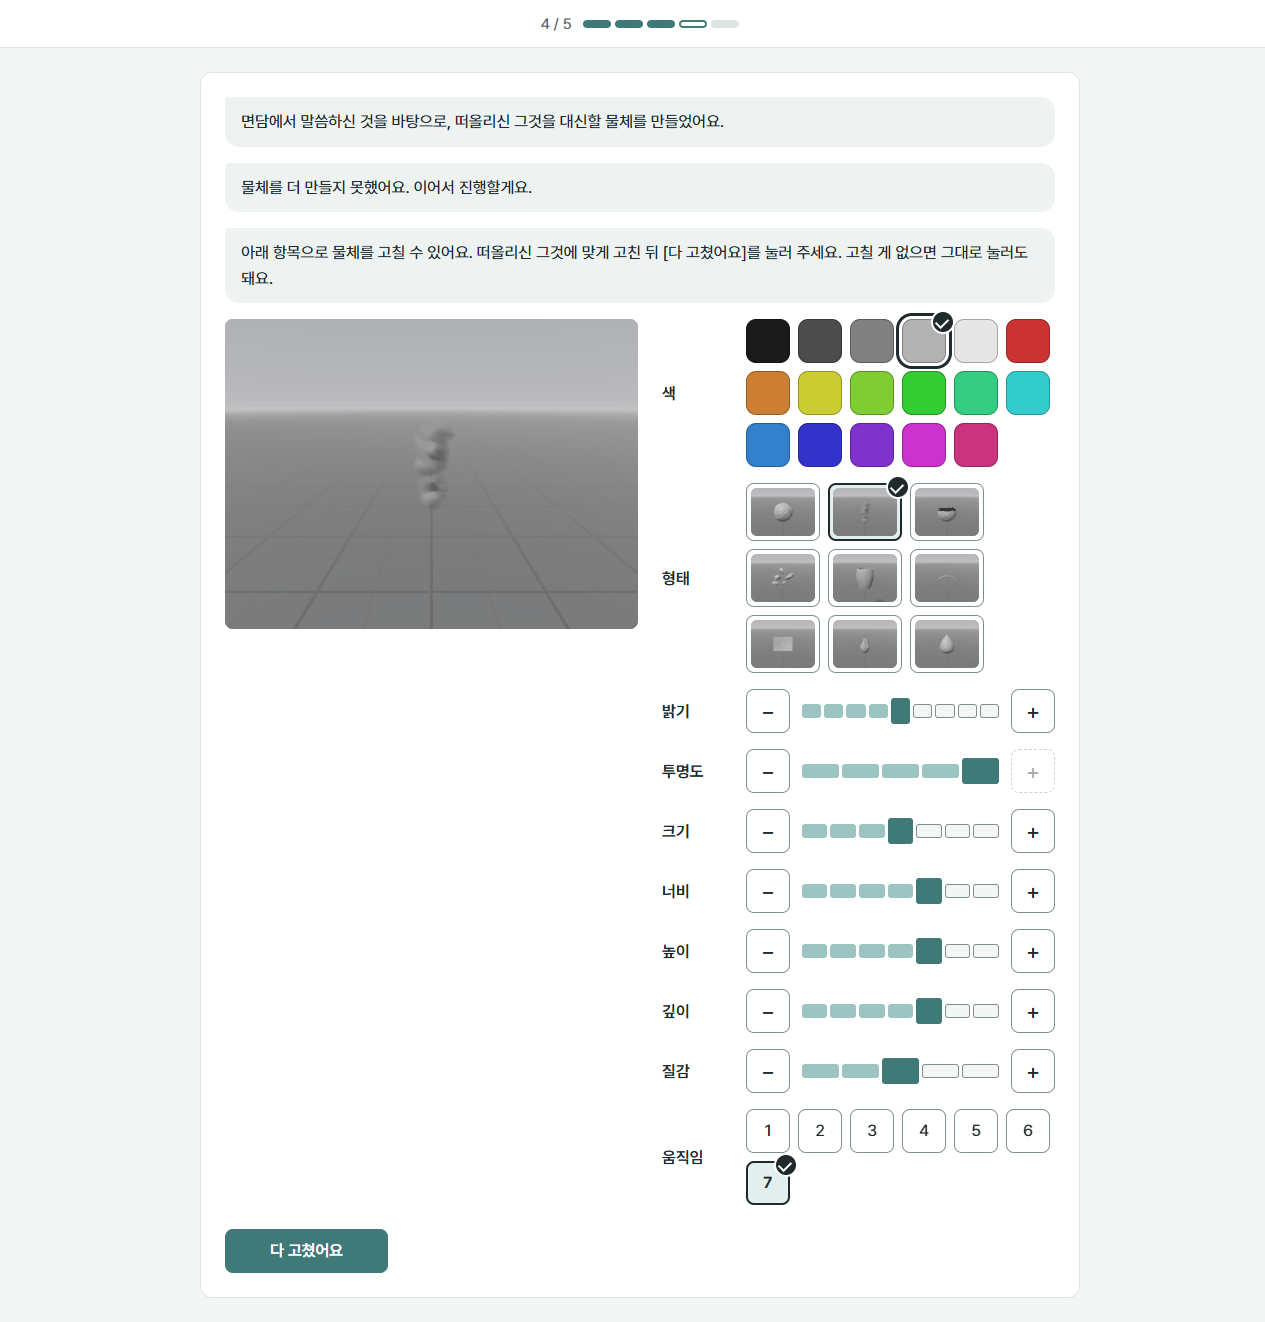 4 / 5
면담에서 말씀하신 것을 바탕으로, 떠올리신 그것을 대신할 물체를 만들었어요.
물체를 더 만들지 못했어요. 이어서 진행할게요.
아래 항목으로 물체를 고칠 수 있어요. 떠올리신 그것에 맞게 고친 뒤 [다 고쳤어요]를 눌러 주세요. 고칠 게 없으면 그대로 눌러도
돼요.
색
형태
밝기
− +
투명도
− +
크기
− +
너비
− +
높이
− +
깊이
− +
질감
− +
움직임
1 2 3 4 5 6
7
다 고쳤어요